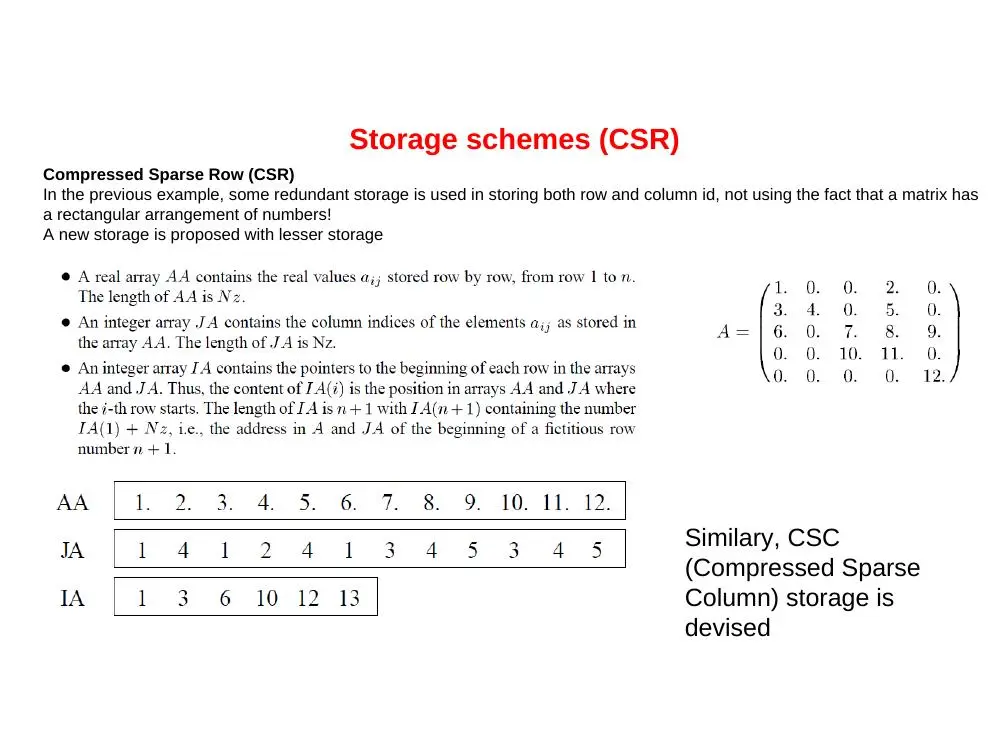 Storage schemes (CSR)
Compressed Sparse Row (CSR)
In the previous example, some redundant storage is used in storing both row and column id, not using the fact that a matrix has
a rectangular arrangement of numbers!
A new storage is proposed with lesser storage
• A real array AA contains the real values a_ij stored row by row, from row 1 to n.
The length of AA is Nz.
• An integer array JA contains the column indices of the elements a_ij as stored in
the array AA. The length of JA is Nz.
• An integer array IA contains the pointers to the beginning of each row in the arrays
AA and JA. Thus, the content of IA(i) is the position in arrays AA and JA where
the i-th row starts. The length of IA is n + 1 with IA(n + 1) containing the number
IA(1) + Nz, i.e., the address in A and JA of the beginning of a fictitious row
number n + 1.
1. 0. 0. 2. 0.
3. 4. 0. 5. 0.
A = 6. 0. 7. 8. 9.
0. 0. 10. 11. 0.
0. 0. 0. 0. 12.
AA 1. 2. 3. 4. 5. 6. 7. 8. 9. 10. 11. 12.
JA 1 4 1 2 4 1 3 4 5 3 4 5
IA 1 3 6 10 12 13
Similary, CSC
(Compressed Sparse
Column) storage is
devised